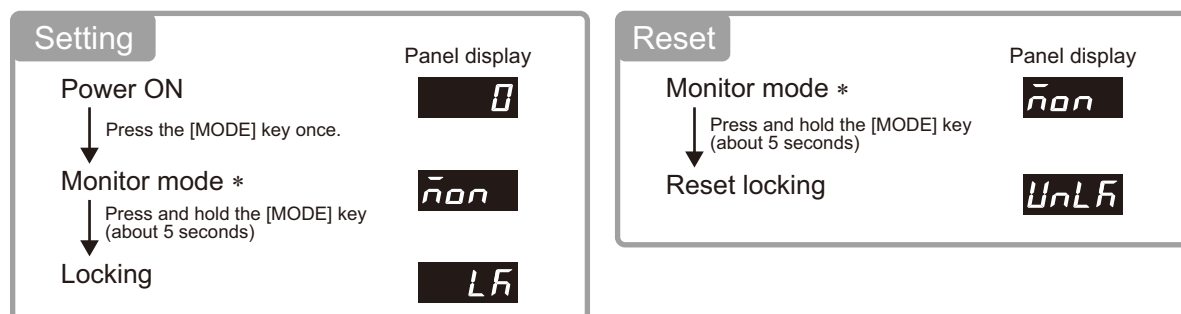 Setting
Panel display
Power ON
0
Press the [MODE] key once.
Monitor mode *
mon
Press and hold the [MODE] key
(about 5 seconds)
Locking
LK
Reset
Panel display
Monitor mode *
mon
Press and hold the [MODE] key
(about 5 seconds)
Reset locking
UnLK